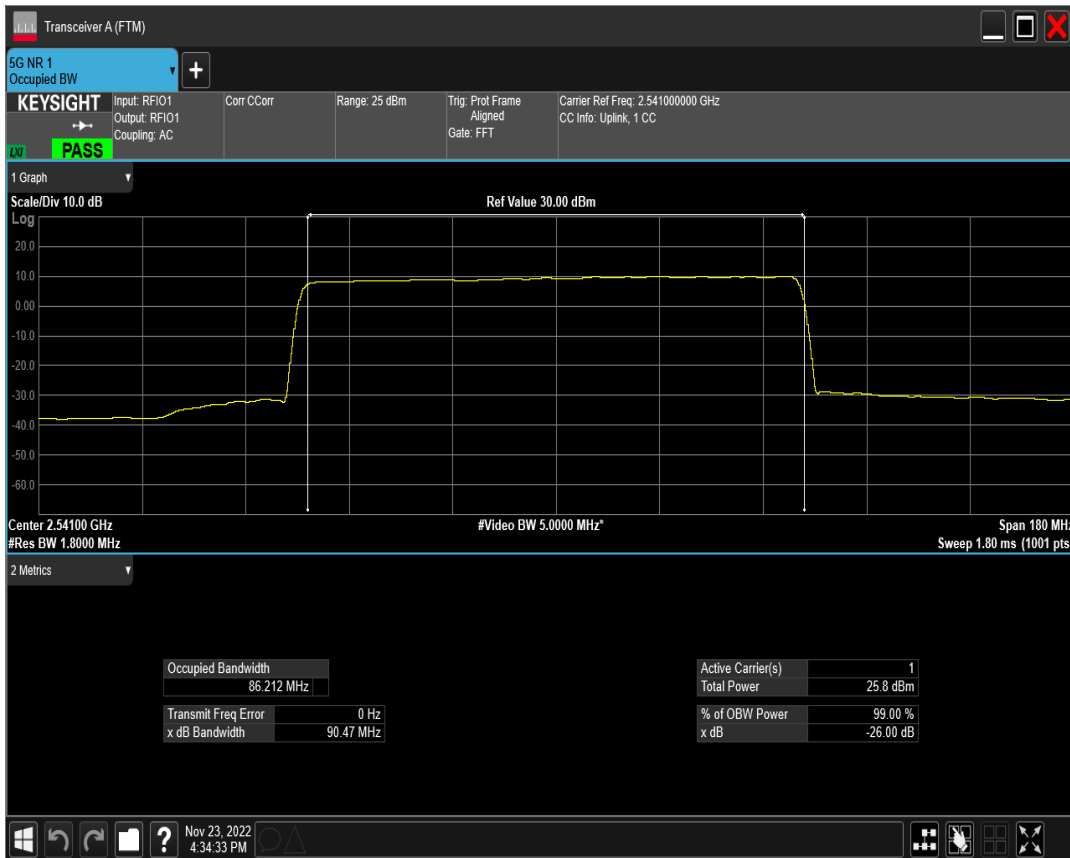 Transceiver A (FTM)
5G NR 1
Occupied BW
+
KEYSIGHT
LXI
PASS
Input: RFIO1
Output: RFIO1
Coupling: AC
Corr CCorr
Range: 25 dBm
Trig: Prot Frame
Aligned
Gate: FFT
Carrier Ref Freq: 2.541000000 GHz
CC Info: Uplink, 1 CC
1 Graph
Scale/Div 10.0 dB
Ref Value 30.00 dBm
Log
20.0
10.0
0.00
-10.0
-20.0
-30.0
-40.0
-50.0
-60.0
Center 2.54100 GHz
#Video BW 5.0000 MHz*
Span 180 MHz
#Res BW 1.8000 MHz
Sweep 1.80 ms (1001 pts
2 Metrics
Occupied Bandwidth
86.212 MHz
Transmit Freq Error 0 Hz
x dB Bandwidth 90.47 MHz
Active Carrier(s) 1
Total Power 25.8 dBm
% of OBW Power 99.00 %
x dB -26.00 dB
?
Nov 23, 2022
4:34:33 PM